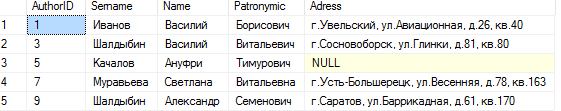 AuthorID Sername Name Patronymic Adress
1 1 Иванов Василий Борисович г.Увельский, ул.Авиационная, д.26, кв.40
2 3 Шалдыбин Василий Витальевич г.Сосновоборск, ул.Глинки, д.81, кв.80
3 5 Качалов Ануфри Тимурович NULL
4 7 Муравьева Светлана Витальевна г.Усть-Большерецк, ул.Весенняя, д.78, кв.163
5 9 Шалдыбин Александр Семенович г.Саратов, ул.Баррикадная, д.61, кв.170